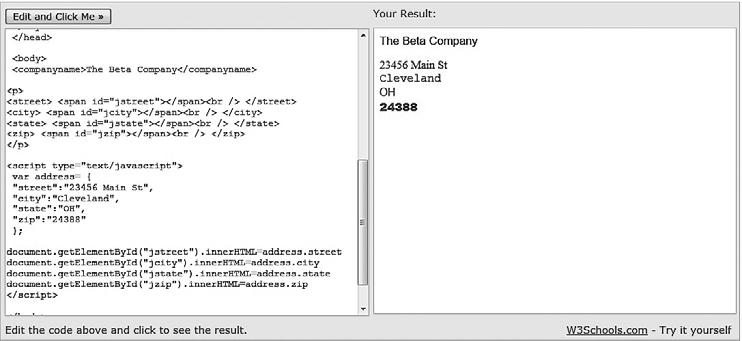 Edit and Click Me »
Your Result:
</head>
<body>
<companyname>The Beta Company</companyname>
<p>
<street> <span id="jstreet"></span><br /> </street>
<city> <span id="jcity"></span><br /> </city>
<state> <span id="jstate"></span><br /> </state>
<zip> <span id="jzip"></span><br /> </zip>
</p>
<script type="text/javascript">
var address= {
"street":"23456 Main St",
"city":"Cleveland",
"state":"OH",
"zip":"24388"
};
document.getElementById("jstreet").innerHTML=address.street
document.getElementById("jcity").innerHTML=address.city
document.getElementById("jstate").innerHTML=address.state
document.getElementById("jzip").innerHTML=address.zip
</script>
The Beta Company
23456 Main St
Cleveland
OH
24388
Edit the code above and click to see the result.
W3Schools.com - Try it yourself